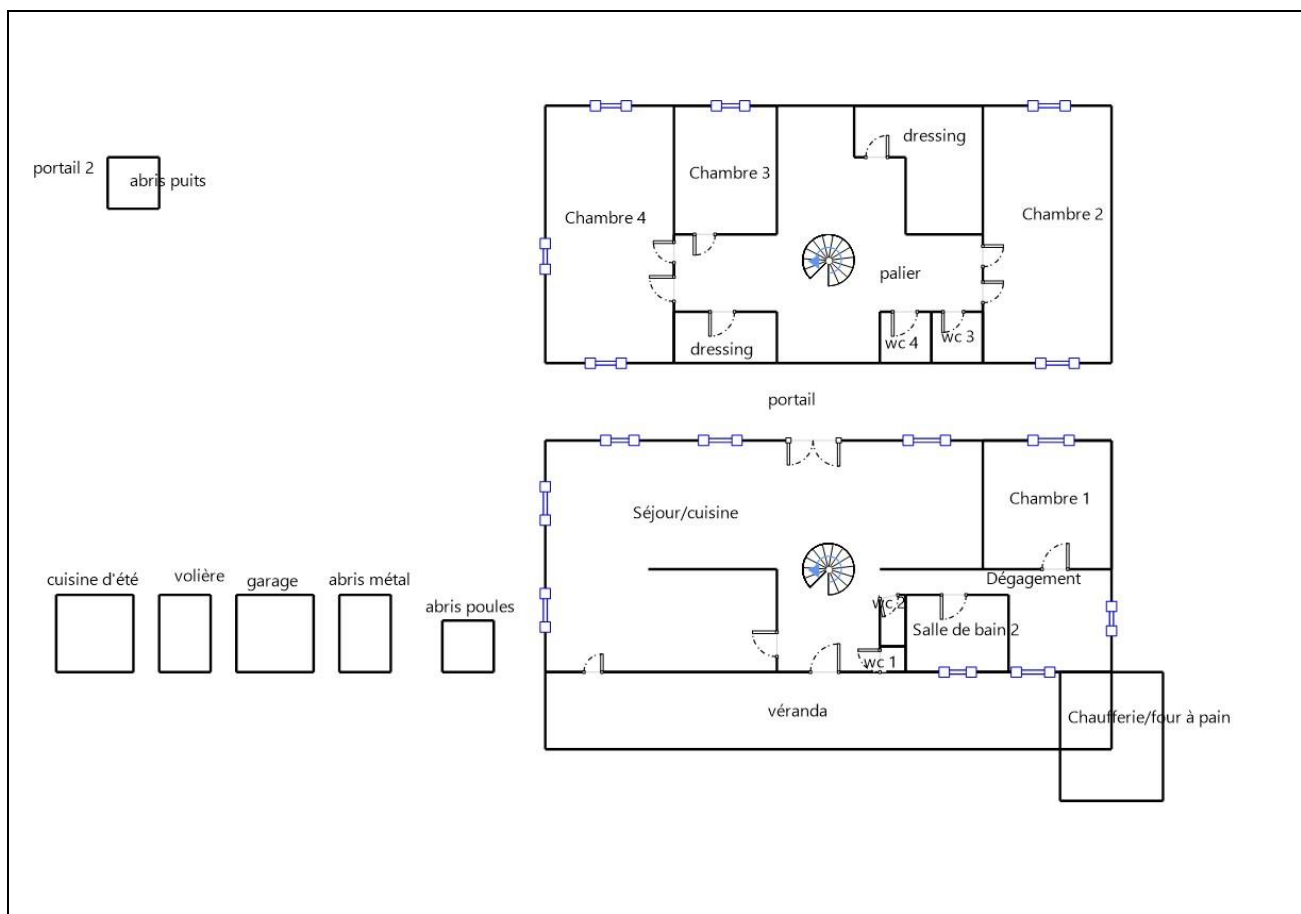 dressing
portail 2
abris puits
Chambre 3
Chambre 4
Chambre 2
palier
dressing
wc 4
wc 3
portail
Chambre 1
Séjour/cuisine
cuisine d'été
volière
garage
abris métal
abris poules
Dégagement
wc 2
Salle de bain 2
wc 1
véranda
Chaufferie/four à pain